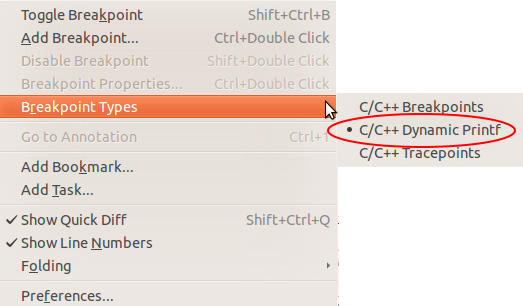 Toggle Breakpoint Shift+Ctrl+B
Add Breakpoint... Ctrl+Double Click
Disable Breakpoint Shift+Double Click
Breakpoint Properties... Ctrl+Double Click
Breakpoint Types
C/C++ Breakpoints
C/C++ Dynamic Printf
C/C++ Tracepoints
Go to Annotation Ctrl+1
Add Bookmark...
Add Task...
Show Quick Diff Shift+Ctrl+Q
Show Line Numbers
Folding
Preferences...